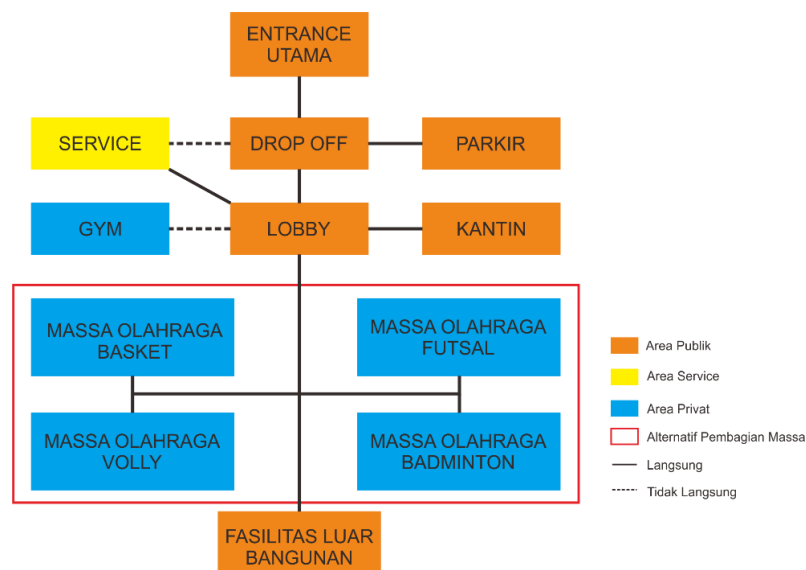 ENTRANCE
UTAMA
SERVICE
DROP OFF
PARKIR
GYM
LOBBY
KANTIN
MASSA OLAHRAGA
BASKET
MASSA OLAHRAGA
FUTSAL
MASSA OLAHRAGA
VOLLY
MASSA OLAHRAGA
BADMINTON
FASILITAS LUAR
BANGUNAN
Area Publik
Area Service
Area Privat
Alternatif Pembagian Massa
Langsung
Tidak Langsung